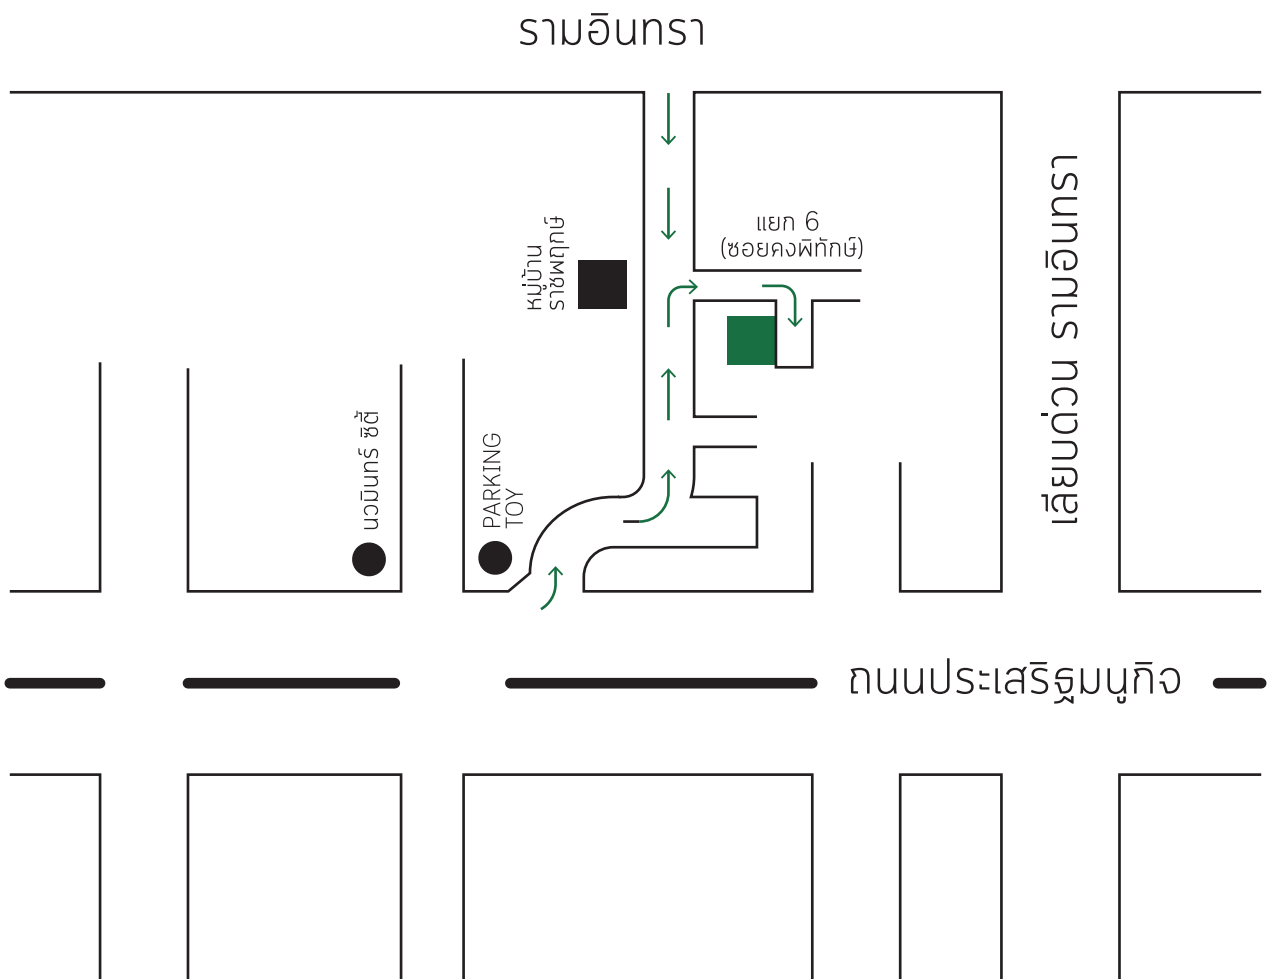 รามอินทรา
แยก 6
(ซอยคงพิทักษ์)
หมู่บ้าน
ราชพฤกษ์
เลียบด่วน รามอินทรา
นวมินทร์ ซิตี้
PARKING
TOY
ถนนประเสริฐมนูกิจ